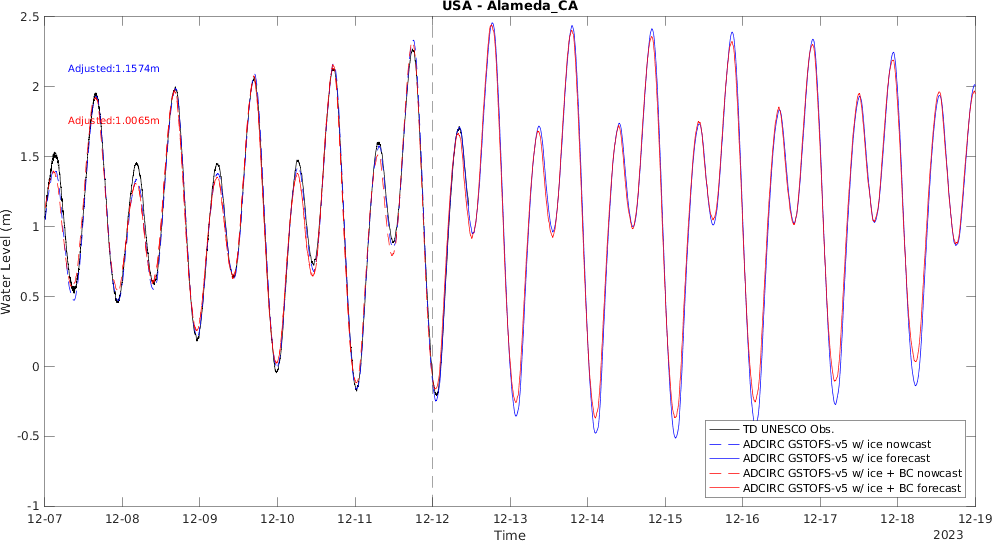 USA - Alameda_CA
2.5
Adjusted:1.1574m
2
Adjusted:1.0065m
1.5
1
Water Level (m)
0.5
0
-0.5
-1
TD UNESCO Obs.
ADCIRC GSTOFS-v5 w/ ice nowcast
ADCIRC GSTOFS-v5 w/ ice forecast
ADCIRC GSTOFS-v5 w/ ice + BC nowcast
ADCIRC GSTOFS-v5 w/ ice + BC forecast
12-07 12-08 12-09 12-10 12-11 12-12 12-13 12-14 12-15 12-16 12-17 12-18 12-19
Time
2023